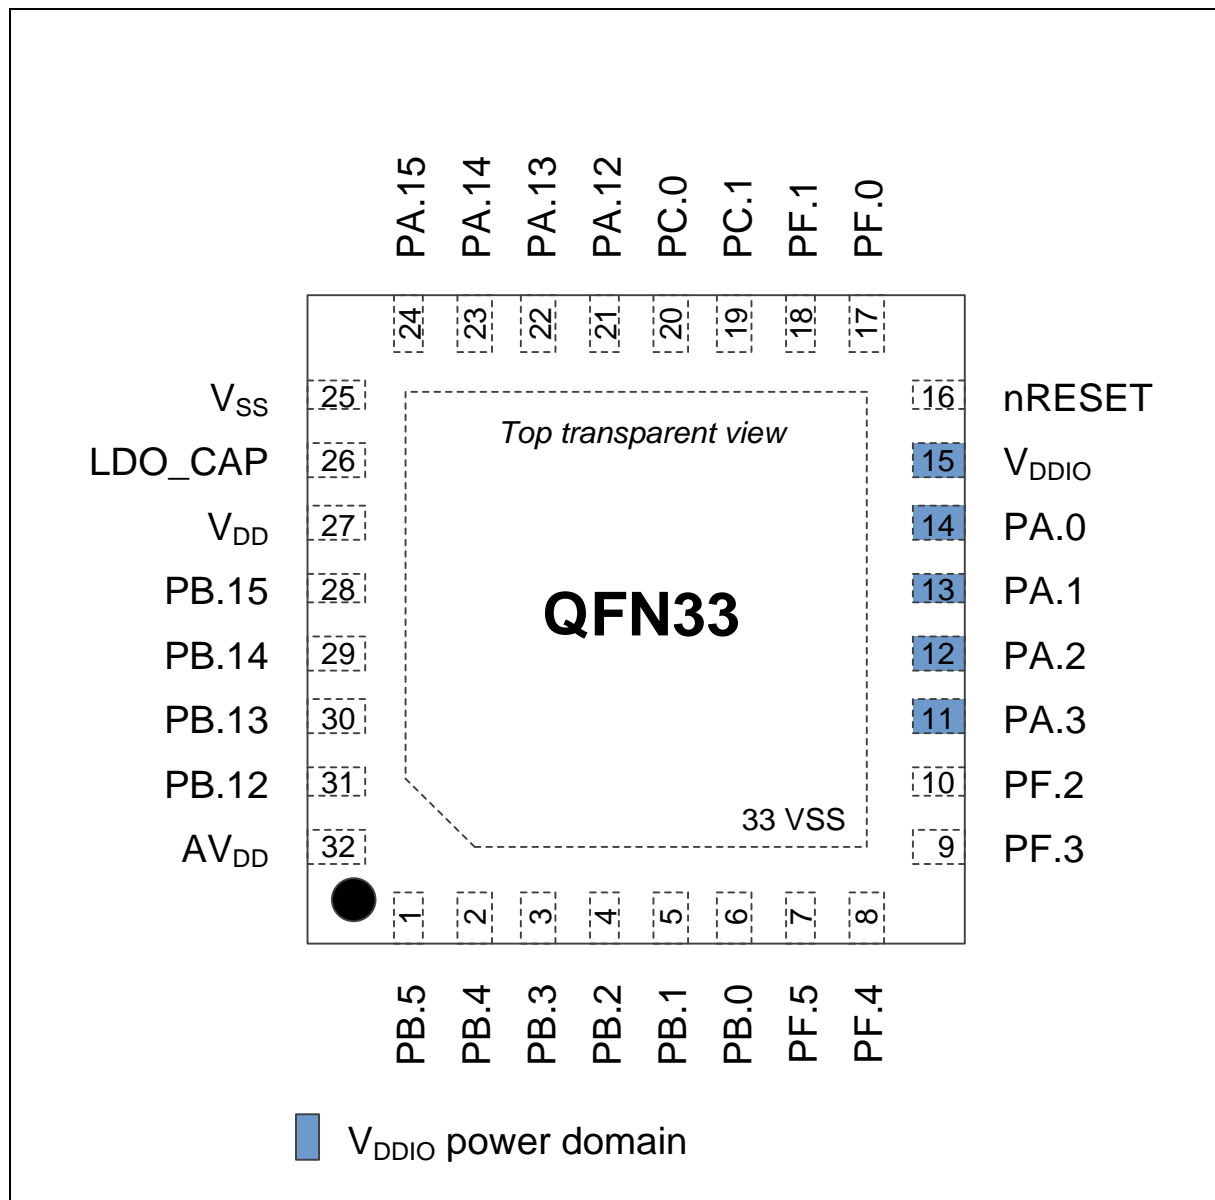 PA.15 PA.14 PA.13 PA.12 PC.0 PC.1 PF.1 PF.0
24 23 22 21 20 19 18 17
VSS 25 16 nRESET
Top transparent view
LDO_CAP 26 15 VDDIO
VDD 27 14 PA.0
PB.15 28 13 PA.1
QFN33
PB.14 29 12 PA.2
PB.13 30 11 PA.3
PB.12 31 10 PF.2
33 VSS
AVDD 32 9 PF.3
1 2 3 4 5 6 7 8
PB.5 PB.4 PB.3 PB.2 PB.1 PB.0 PF.5 PF.4
VDDIO power domain